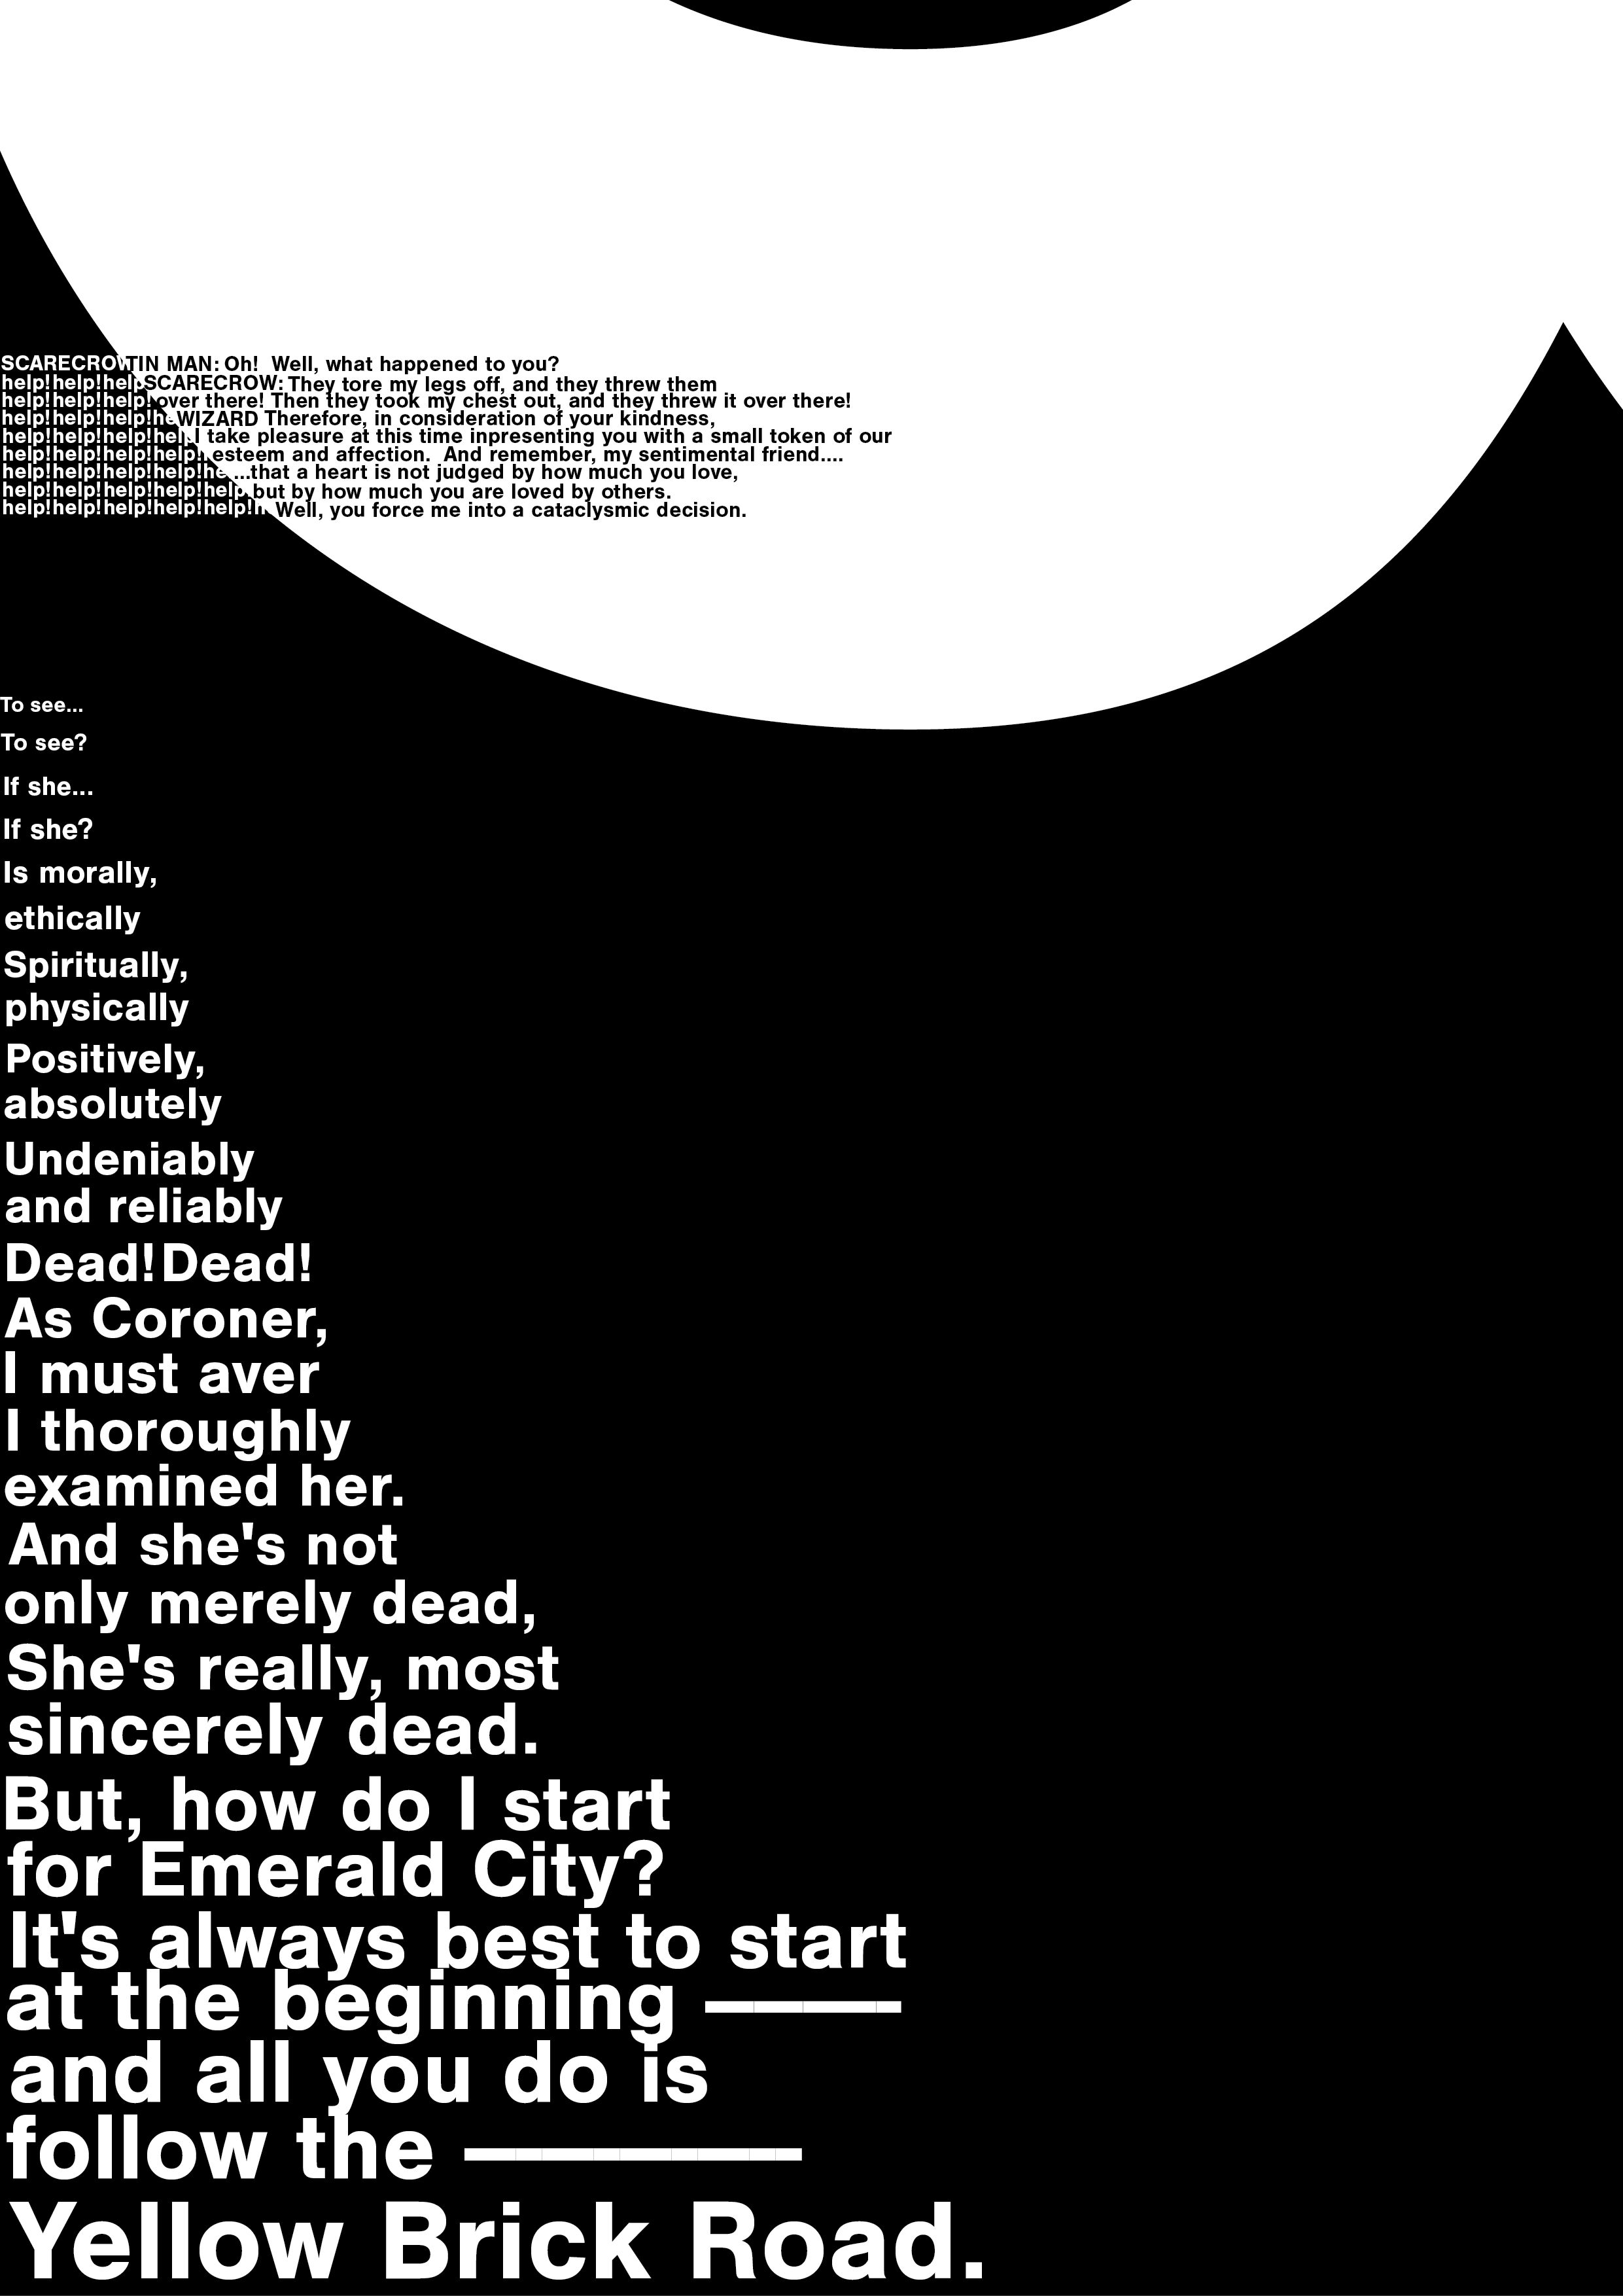 SCARECROWTIN MAN: Oh!  Well, what happened to you?
help!help!helpSCARECROW: They tore my legs off, and they threw them
help!help!help!over there! Then they took my chest out, and they threw it over there!
help!help!help!heWIZARD Therefore, in consideration of your kindness,
help!help!help!helpI take pleasure at this time inpresenting you with a small token of our
help!help!help!help!esteem and affection.  And remember, my sentimental friend....
help!help!help!help!he...that a heart is not judged by how much you love,
help!help!help!help!help!but by how much you are loved by others.
help!help!help!help!help!h Well, you force me into a cataclysmic decision.
To see...
To see?
If she...
If she?
Is morally,
ethically
Spiritually,
physically
Positively,
absolutely
Undeniably
and reliably
Dead!Dead!
As Coroner,
I must aver
I thoroughly
examined her.
And she's not
only merely dead,
She's really, most
sincerely dead.
But, how do I start
for Emerald City?
It's always best to start
at the beginning ————
and all you do is
follow the ———————
Yellow Brick Road.